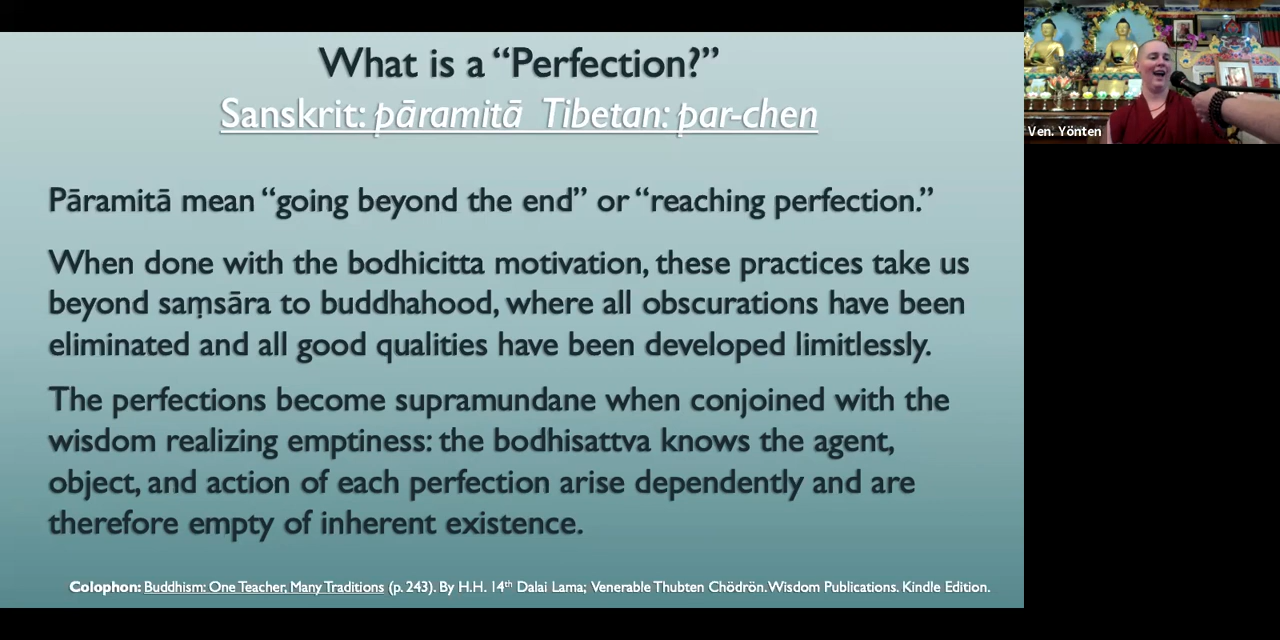 What is a “Perfection?”
Sanskrit: pāramitā Tibetan: par-chen
Pāramitā mean “going beyond the end” or “reaching perfection.”
When done with the bodhicitta motivation, these practices take us
beyond saṃsāra to buddhahood, where all obscurations have been
eliminated and all good qualities have been developed limitlessly.
The perfections become supramundane when conjoined with the
wisdom realizing emptiness: the bodhisattva knows the agent,
object, and action of each perfection arise dependently and are
therefore empty of inherent existence.
Colophon: Buddhism: One Teacher, Many Traditions (p. 243). By H.H. 14th Dalai Lama; Venerable Thubten Chödrön. Wisdom Publications. Kindle Edition.
Ven. Yönten